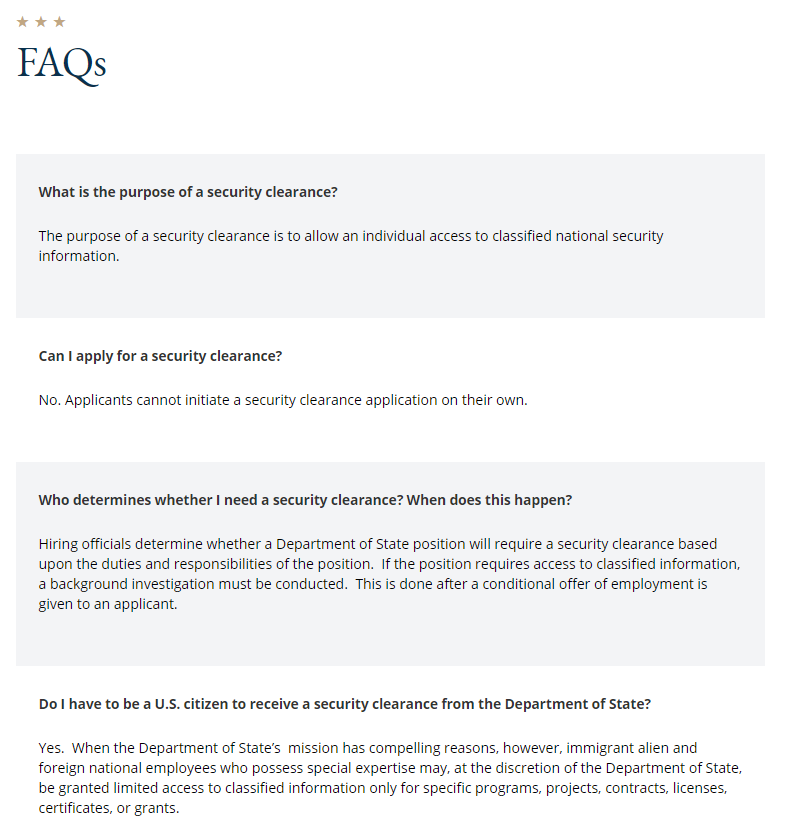 FAQs
What is the purpose of a security clearance?
The purpose of a security clearance is to allow an individual access to classified national security
information.
Can I apply for a security clearance?
No. Applicants cannot initiate a security clearance application on their own.
Who determines whether I need a security clearance? When does this happen?
Hiring officials determine whether a Department of State position will require a security clearance based
upon the duties and responsibilities of the position.  If the position requires access to classified information,
a background investigation must be conducted.  This is done after a conditional offer of employment is
given to an applicant.
Do I have to be a U.S. citizen to receive a security clearance from the Department of State?
Yes.  When the Department of State’s  mission has compelling reasons, however, immigrant alien and
foreign national employees who possess special expertise may, at the discretion of the Department of State,
be granted limited access to classified information only for specific programs, projects, contracts, licenses,
certificates, or grants.